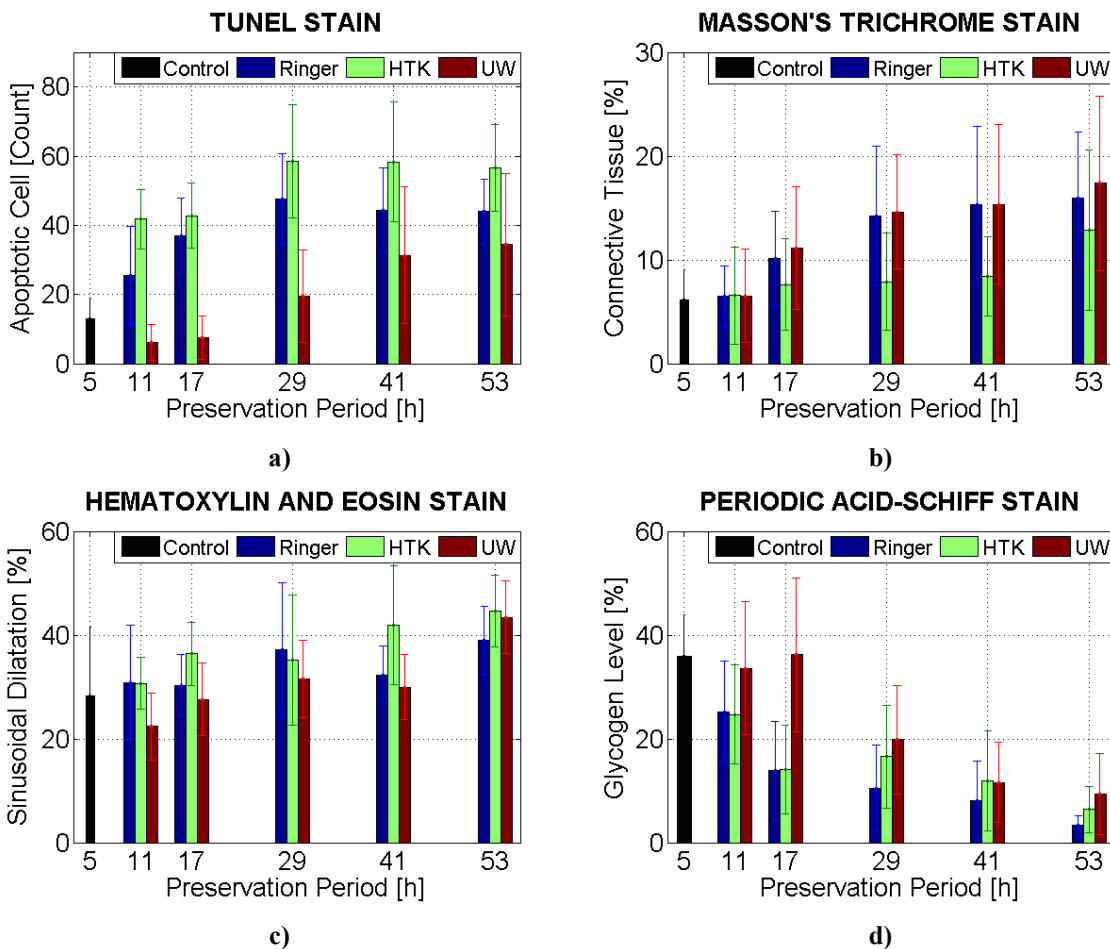 TUNEL STAIN
Control Ringer HTK UW
80
60
40
20
0
Apoptotic Cell [Count]
5 11 17 29 41 53
Preservation Period [h]
a)
MASSON'S TRICHROME STAIN
Control Ringer HTK UW
30
20
10
0
Connective Tissue [%]
5 11 17 29 41 53
Preservation Period [h]
b)
HEMATOXYLIN AND EOSIN STAIN
Control Ringer HTK UW
60
40
20
0
Sinusoidal Dilatation [%]
5 11 17 29 41 53
Preservation Period [h]
c)
PERIODIC ACID-SCHIFF STAIN
Control Ringer HTK UW
60
40
20
0
Glycogen Level [%]
5 11 17 29 41 53
Preservation Period [h]
d)